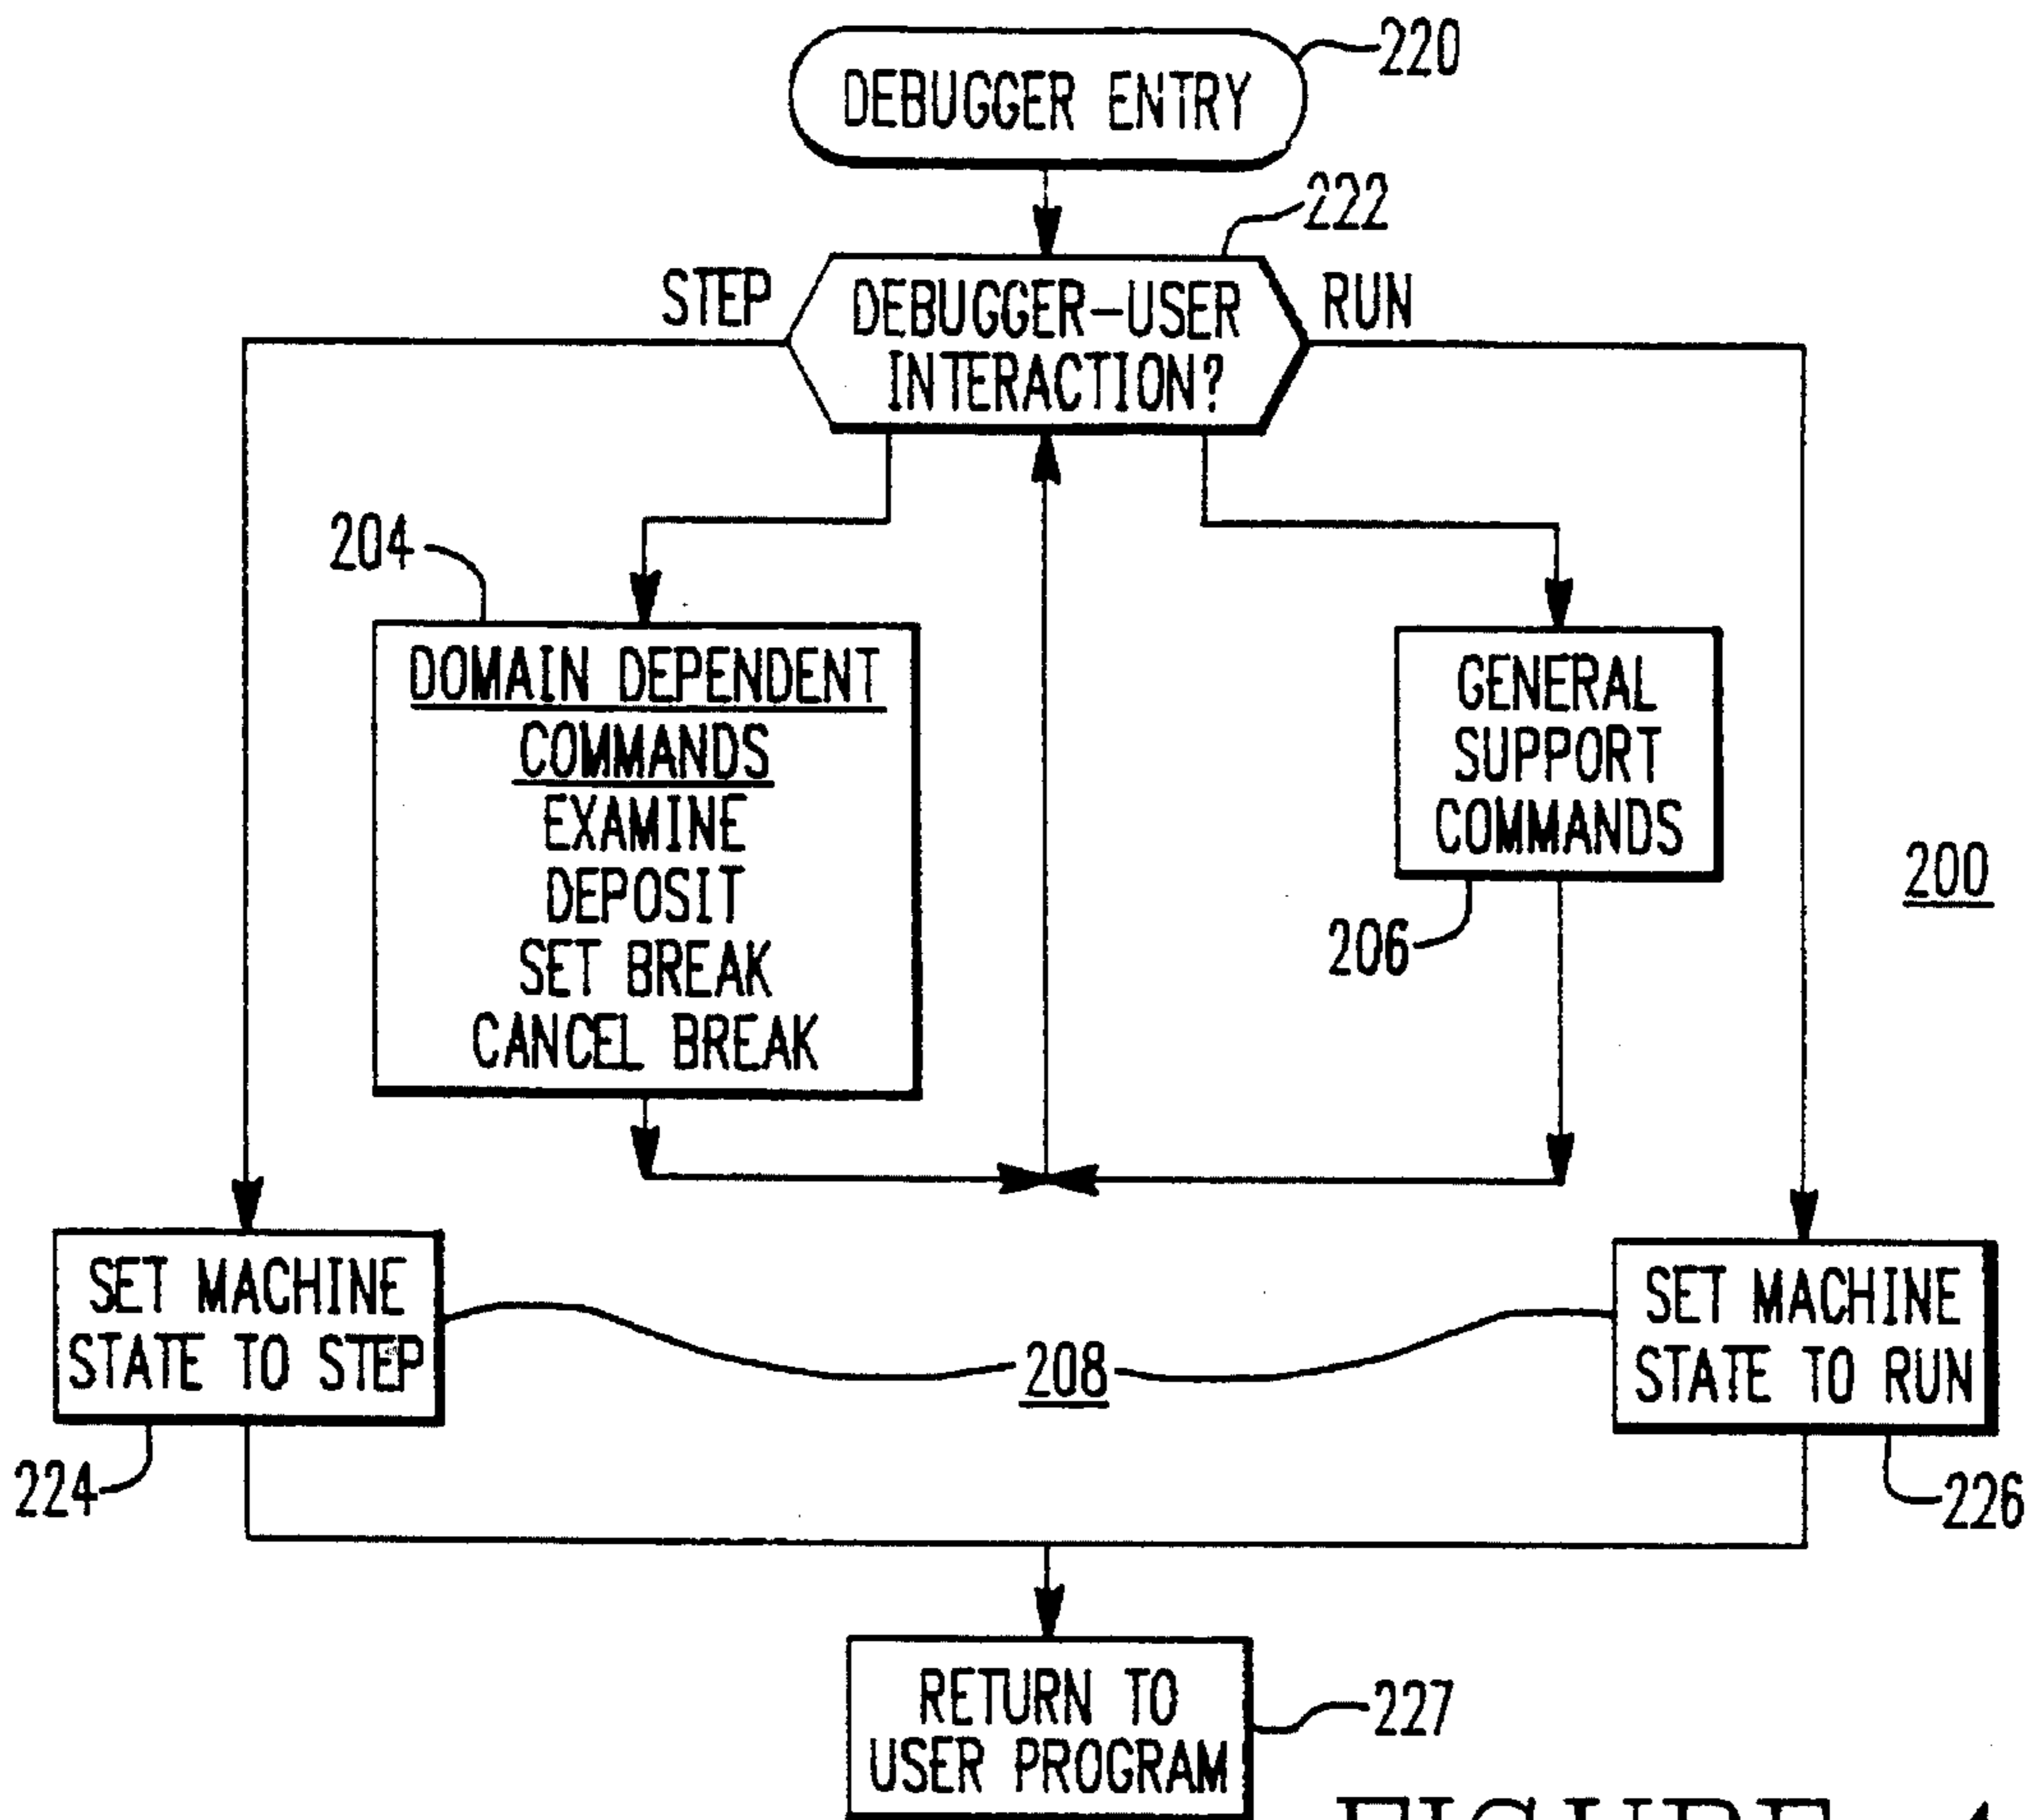 220
DEBUGGER ENTRY
222
STEP
DEBUGGER-USER
INTERACTION?
RUN
204
DOMAIN DEPENDENT
COMMANDS
EXAMINE
DEPOSIT
SET BREAK
CANCEL BREAK
GENERAL
SUPPORT
COMMANDS
200
206
SET MACHINE
STATE TO STEP
208
SET MACHINE
STATE TO RUN
224
226
RETURN TO
USER PROGRAM
227